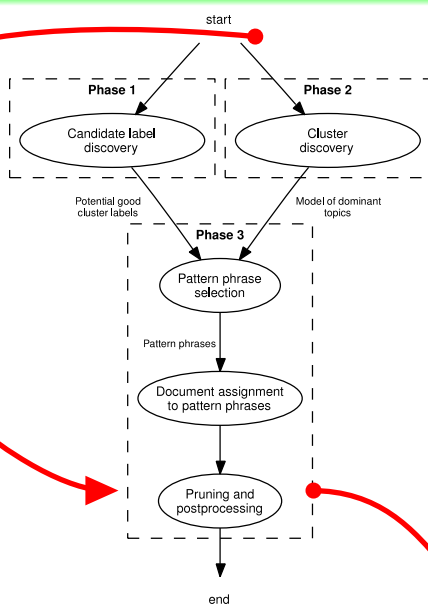 start
Phase 1
Phase 2
Candidate label
discovery
Cluster
discovery
Potential good
cluster labels
Model of dominant
topics
Phase 3
Pattern phrase
selection
Pattern phrases
Document assignment
to pattern phrases
Pruning and
postprocessing
end